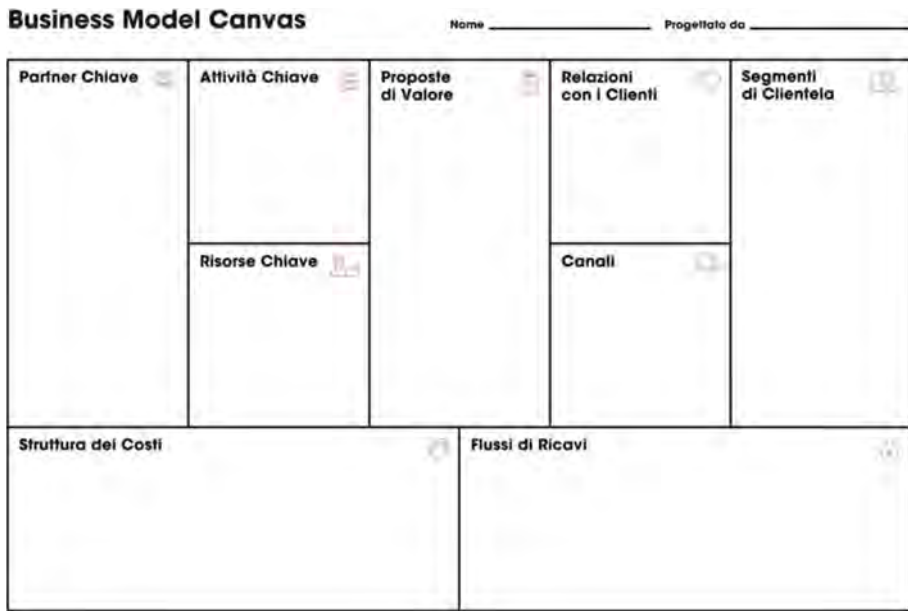 Business Model Canvas
Nome
Progettato da
Partner Chiave
Attività Chiave
Proposte
di Valore
Relazioni
con i Clienti
Segmenti
di Clientela
Risorse Chiave
Canali
Struttura dei Costi
Flussi di Ricavi